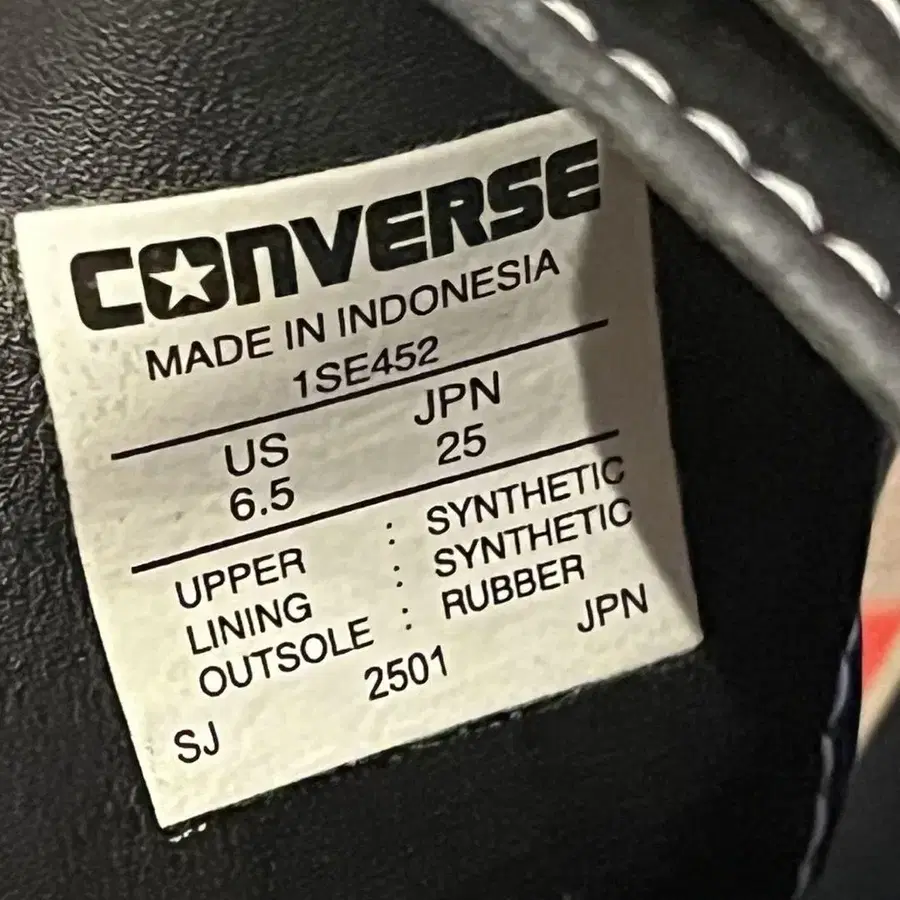 CONVERSE
MADE IN INDONESIA
1SE452
US JPN
6.5 25
UPPER : SYNTHETIC
LINING : SYNTHETIC
OUTSOLE : RUBBER
SJ 2501 JPN